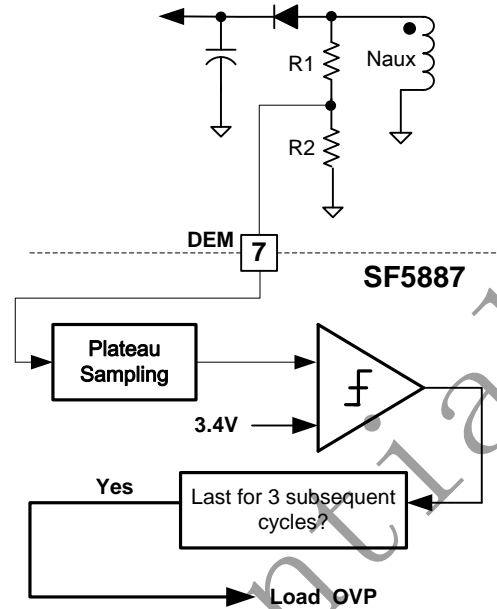 R1
Naux
R2
DEM
7
SF5887
Plateau
Sampling
3.4V
Yes
Last for 3 subsequent
cycles?
Load OVP